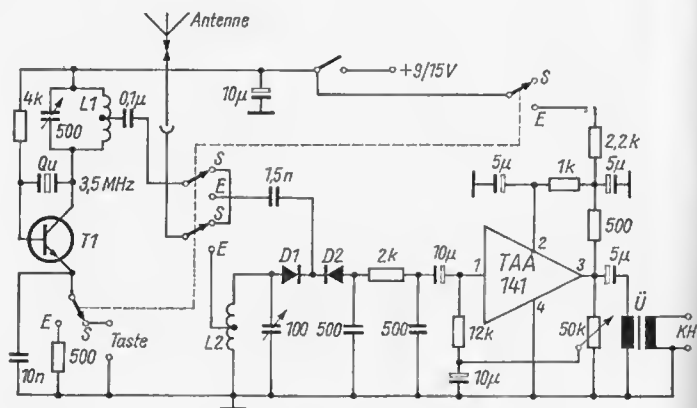 Antenne
+9/15V
S
E
10µ
4k
L1
0,1µ
500
Qu
3,5 MHz
T1
S
E
S
E
1,5n
2,2k
5µ
1k
5µ
500
D1
D2
2k
10µ
1
2
TAA
141
3
4
5µ
Ü
KH
L2
100
500
500
12k
50k
10µ
E
S
Taste
500
10n